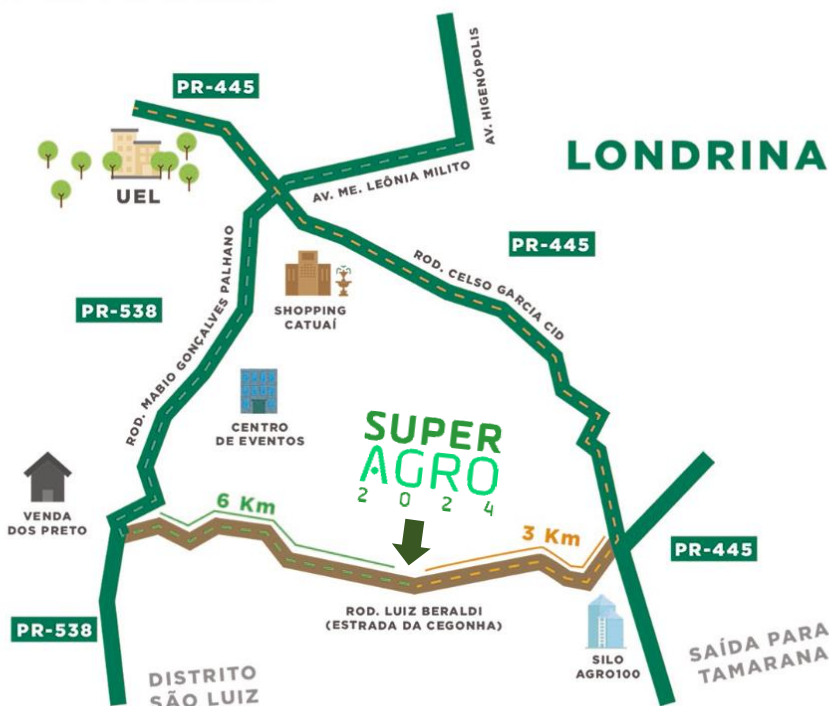 PR-445
AV. HIGENÓPOLIS
LONDRINA
UEL
AV. ME. LEÔNIA MILITO
PR-445
ROD. CELSO GARCIA CID
SHOPPING
CATUAÍ
PR-538
ROD. MABIO GONÇALVES PALHANO
CENTRO
DE EVENTOS
SUPER
AGRO
2024
VENDA
DOS PRETO
6 Km
3 Km
PR-445
ROD. LUIZ BERALDI
(ESTRADA DA CEGONHA)
PR-538
SILO
AGRO100
SAÍDA PARA
TAMARANA
DISTRITO
SÃO LUIZ